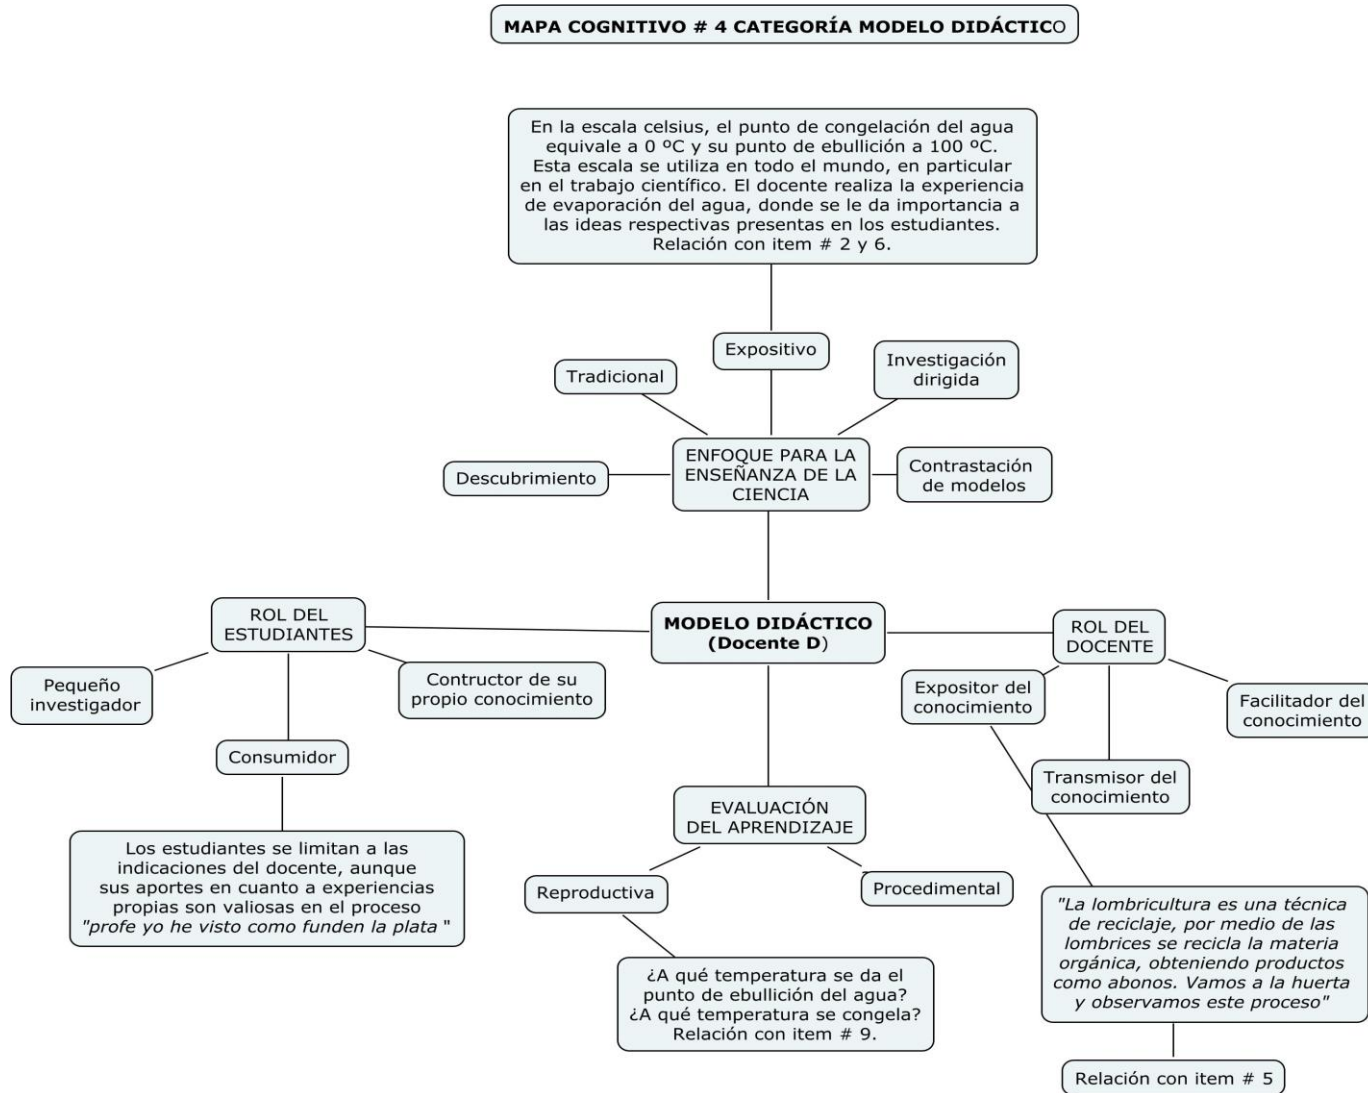 MAPA COGNITIVO # 4 CATEGORÍA MODELO DIDÁCTICO
En la escala celsius, el punto de congelación del agua
equivale a 0 ºC y su punto de ebullición a 100 ºC.
Esta escala se utiliza en todo el mundo, en particular
en el trabajo científico. El docente realiza la experiencia
de evaporación del agua, donde se le da importancia a
las ideas respectivas presentas en los estudiantes.
Relación con item # 2 y 6.
Expositivo
Tradicional
Investigación
dirigida
Descubrimiento
ENFOQUE PARA LA
ENSEÑANZA DE LA
CIENCIA
Contrastación
de modelos
ROL DEL
ESTUDIANTES
MODELO DIDÁCTICO
(Docente D)
ROL DEL
DOCENTE
Pequeño
investigador
Contructor de su
propio conocimiento
Consumidor
Expositor del
conocimiento
Facilitador del
conocimiento
Transmisor del
conocimiento
Los estudiantes se limitan a las
indicaciones del docente, aunque
sus aportes en cuanto a experiencias
propias son valiosas en el proceso
"profe yo he visto como funden la plata "
EVALUACIÓN
DEL APRENDIZAJE
Reproductiva
Procedimental
¿A qué temperatura se da el
punto de ebullición del agua?
¿A qué temperatura se congela?
Relación con item # 9.
"La lombricultura es una técnica
de reciclaje, por medio de las
lombrices se recicla la materia
orgánica, obteniendo productos
como abonos. Vamos a la huerta
y observamos este proceso"
Relación con item # 5